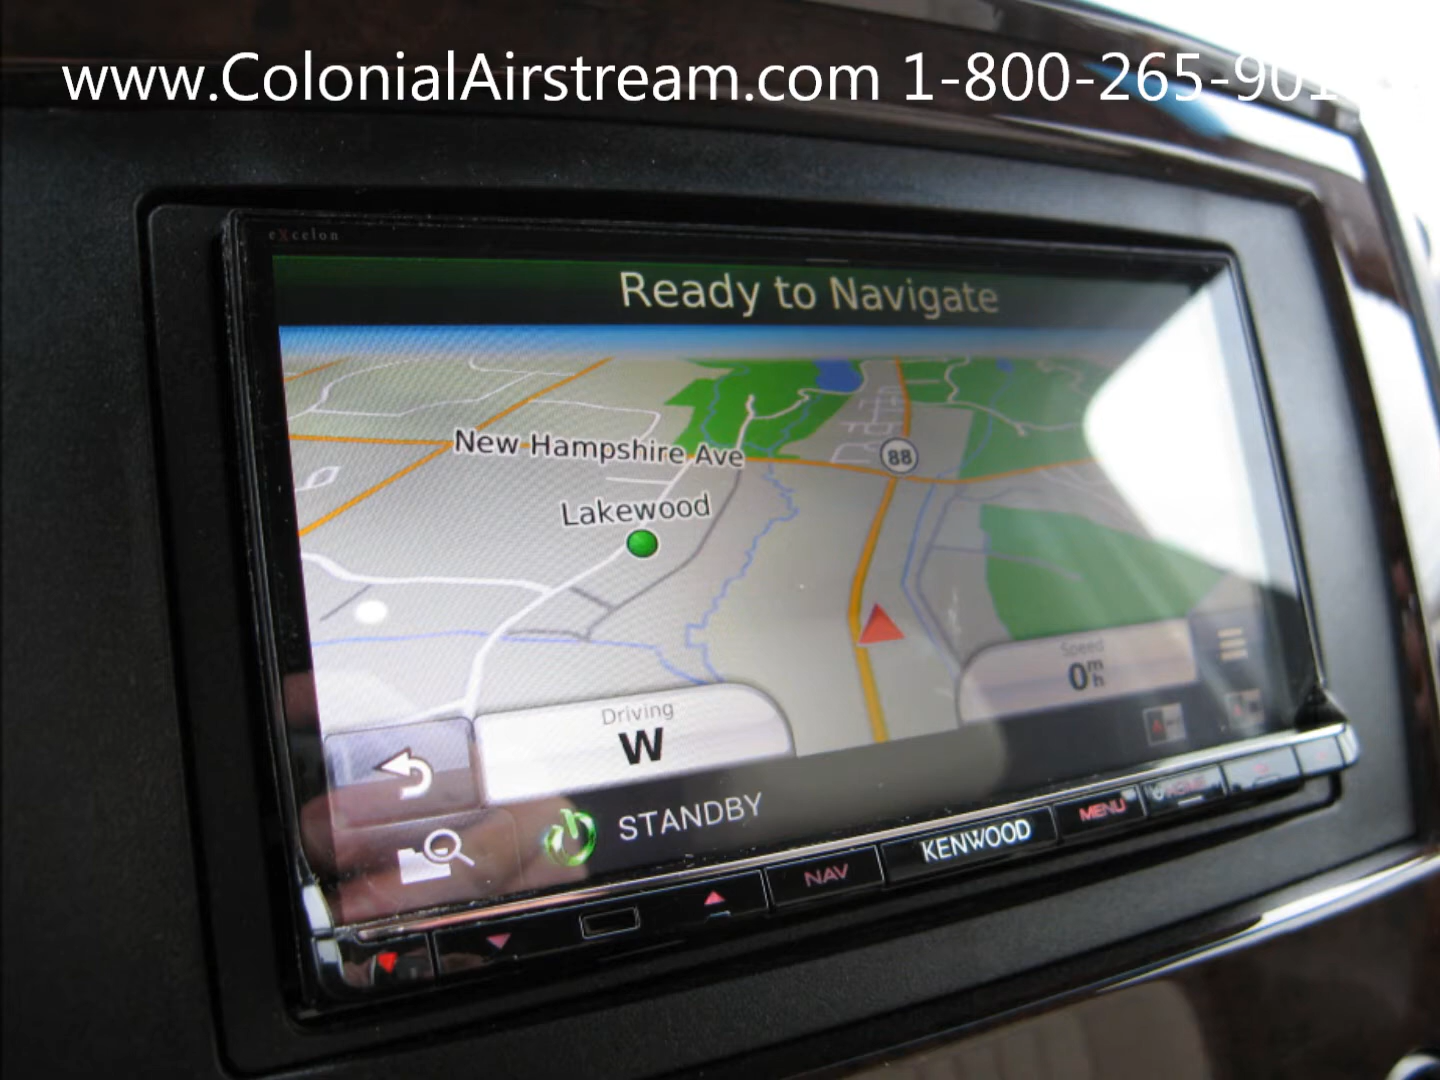 www.ColonialAirstream.com 1-800-265-901
eXcelon
Ready to Navigate
New Hampshire Ave
88
Lakewood
Speed
0 m h
Driving
W
STANDBY
MENU
KENWOOD
NAV